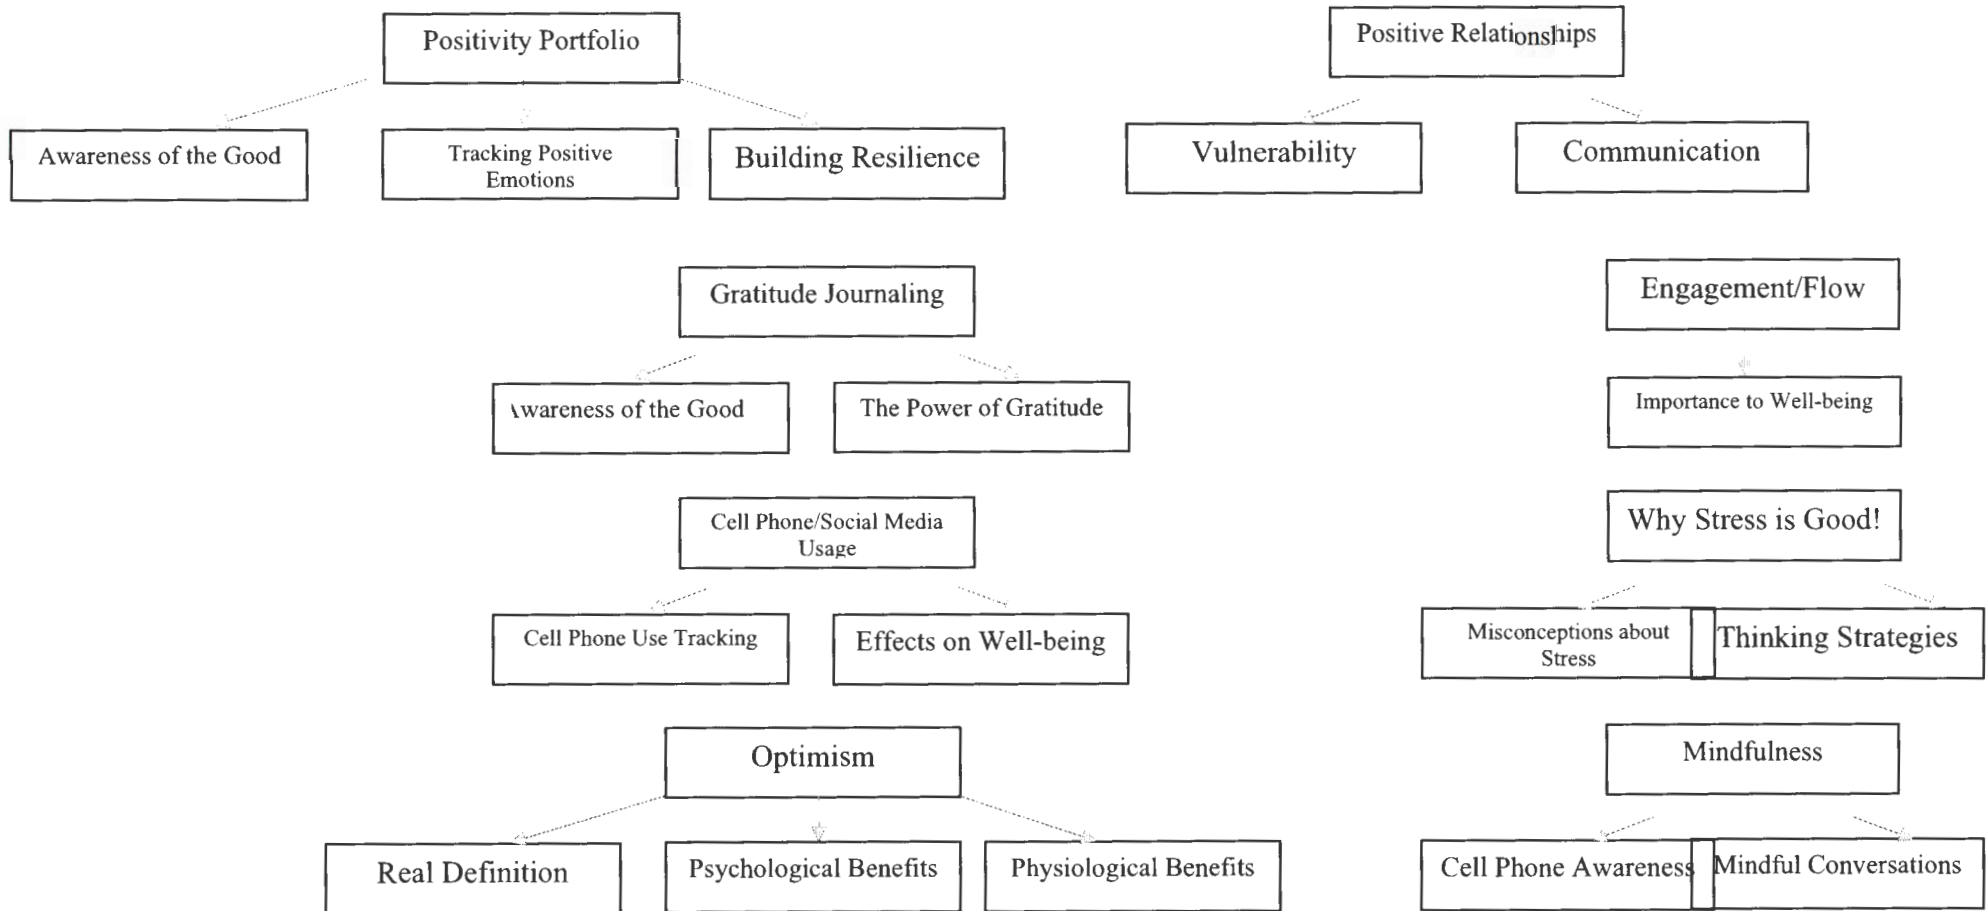 Positivity Portfolio
Positive Relationships
Awareness of the Good
Tracking Positive
Emotions
Building Resilience
Vulnerability
Communication
Gratitude Journaling
Engagement/Flow
Awareness of the Good
The Power of Gratitude
Importance to Well-being
Cell Phone/Social Media
Usage
Why Stress is Good!
Cell Phone Use Tracking
Effects on Well-being
Misconceptions about
Stress
Thinking Strategies
Optimism
Mindfulness
Real Definition
Psychological Benefits
Physiological Benefits
Cell Phone Awareness
Mindful Conversations